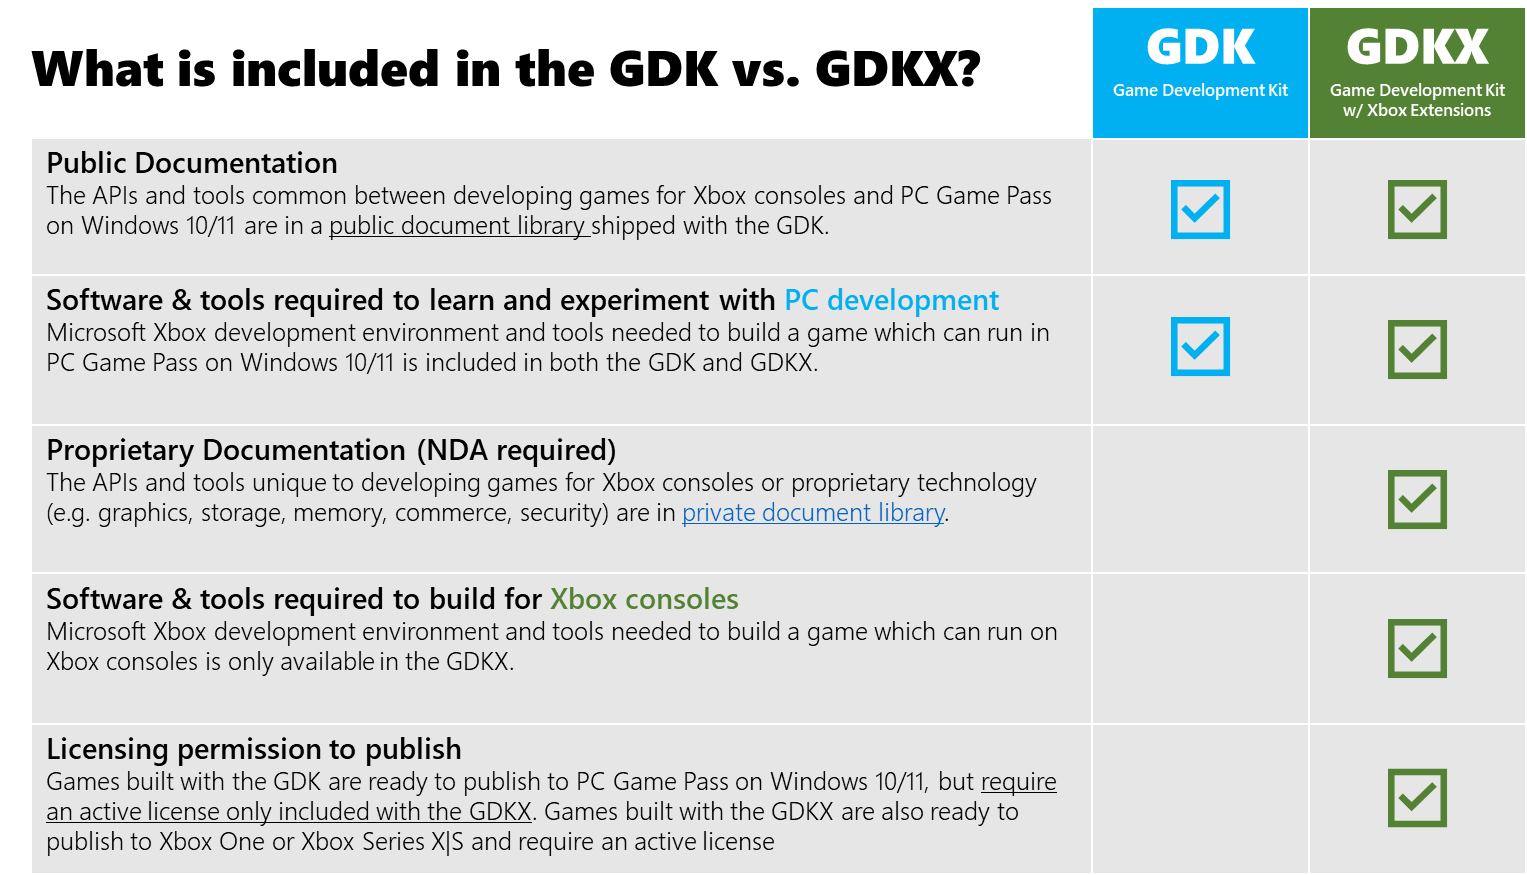 What is included in the GDK vs. GDKX?
GDK
Game Development Kit
GDKX
Game Development Kit
w/ Xbox Extensions
Public Documentation
The APIs and tools common between developing games for Xbox consoles and PC Game Pass
on Windows 10/11 are in a public document library shipped with the GDK.
Software & tools required to learn and experiment with PC development
Microsoft Xbox development environment and tools needed to build a game which can run in
PC Game Pass on Windows 10/11 is included in both the GDK and GDKX.
Proprietary Documentation (NDA required)
The APIs and tools unique to developing games for Xbox consoles or proprietary technology
(e.g. graphics, storage, memory, commerce, security) are in private document library.
Software & tools required to build for Xbox consoles
Microsoft Xbox development environment and tools needed to build a game which can run on
Xbox consoles is only available in the GDKX.
Licensing permission to publish
Games built with the GDK are ready to publish to PC Game Pass on Windows 10/11, but require
an active license only included with the GDKX. Games built with the GDKX are also ready to
publish to Xbox One or Xbox Series X|S and require an active license